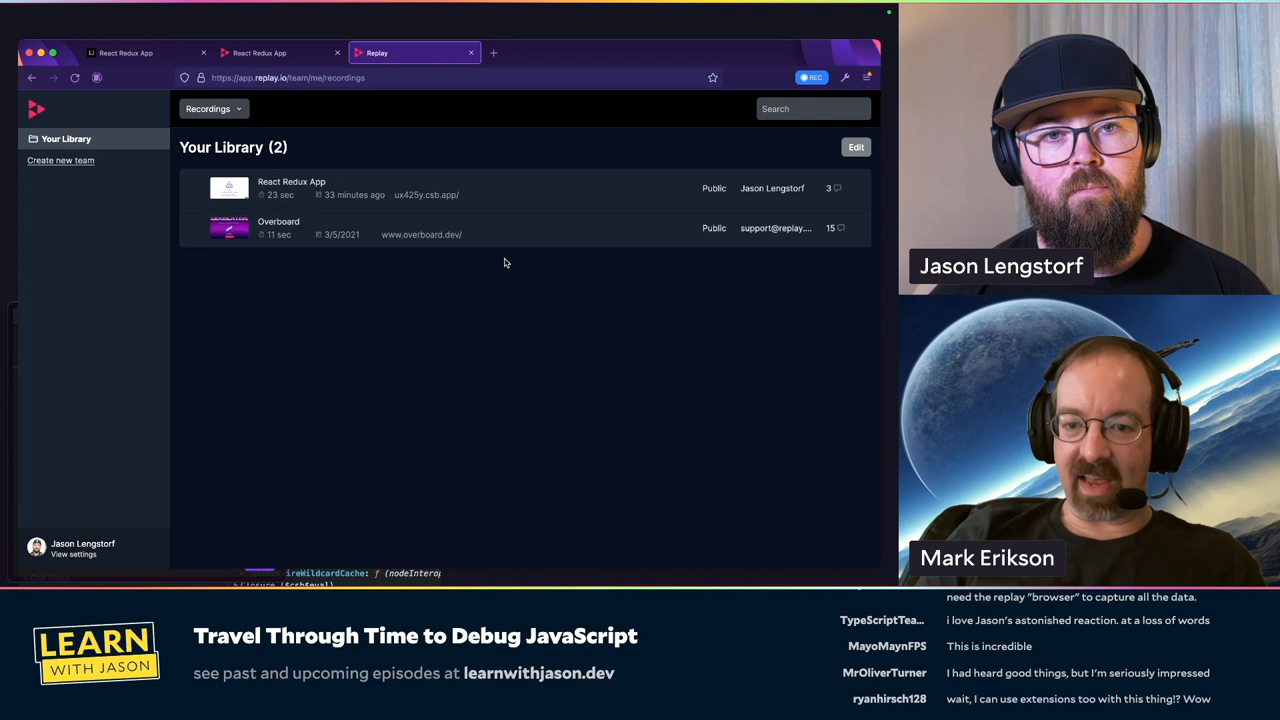 React Redux App
React Redux App
Replay
https://app.replay.io/team/me/recordings
REC
Recordings
Search
Your Library
Create new team
Your Library (2)
Edit
React Redux App
23 sec
33 minutes ago
ux425y.csb.app/
Public
Jason Lengstorf
3
Overboard
11 sec
3/5/2021
www.overboard.dev/
Public
support@replay....
15
Jason Lengstorf
View settings
ireWildcardCache: ƒ (nodeInterop
Jason Lengstorf
Mark Erikson
LEARN
WITH JASON
Travel Through Time to Debug JavaScript
see past and upcoming episodes at learnwithjason.dev
need the replay "browser" to capture all the data.
TypeScriptTea... i love Jason's astonished reaction. at a loss of words
MayoMaynFPS This is incredible
MrOliverTurner I had heard good things, but I'm seriously impressed
ryanhirsch128 wait, I can use extensions too with this thing!? Wow